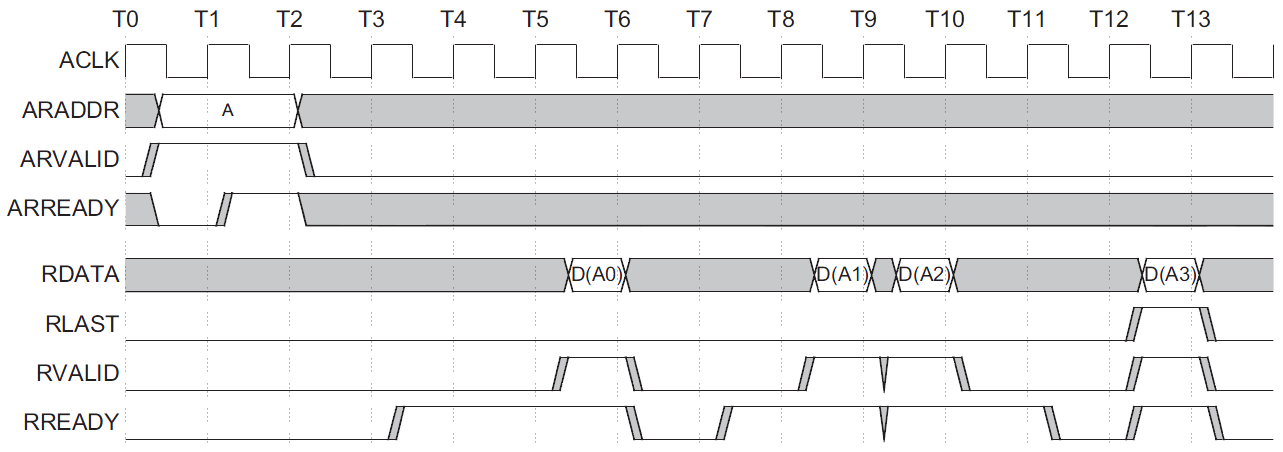 T0 T1 T2 T3 T4 T5 T6 T7 T8 T9 T10 T11 T12 T13
ACLK
ARADDR A
ARVALID
ARREADY
RDATA D(A0) D(A1) D(A2) D(A3)
RLAST
RVALID
RREADY